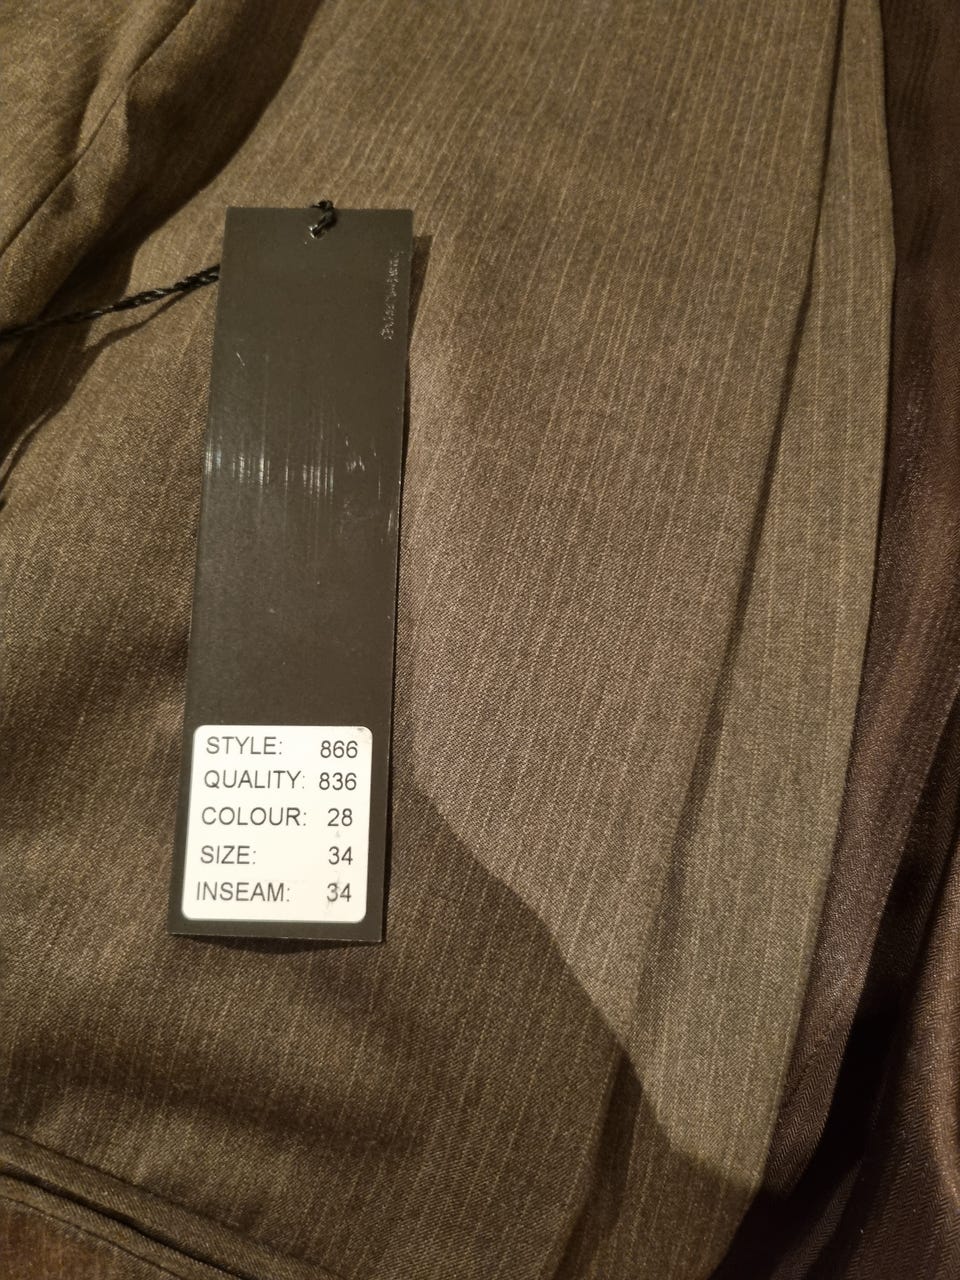 STYLE: 866
QUALITY: 836
COLOUR: 28
SIZE: 34
INSEAM: 34